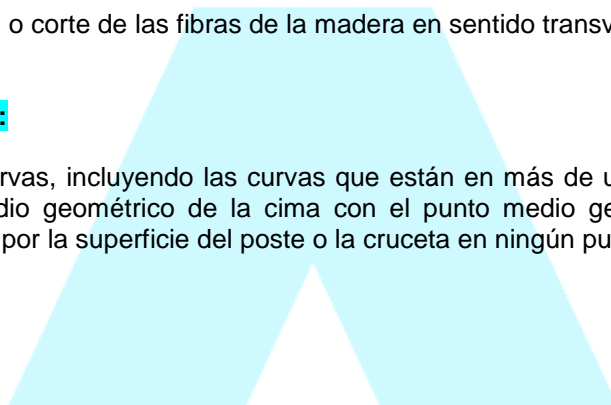 o corte de las fibras de la madera en sentido transv
:
rvas, incluyendo las curvas que están en más de u
dio geométrico de la cima con el punto medio ge
por la superficie del poste o la cruceta en ningún pu